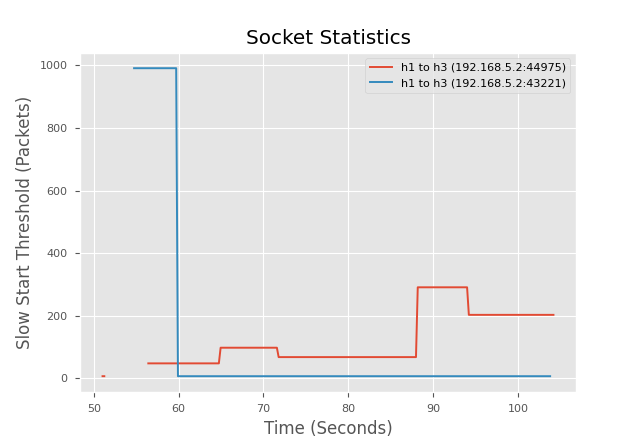 Socket Statistics
h1 to h3 (192.168.5.2:44975)
h1 to h3 (192.168.5.2:43221)
Slow Start Threshold (Packets)
1000
800
600
400
200
0
50 60 70 80 90 100
Time (Seconds)